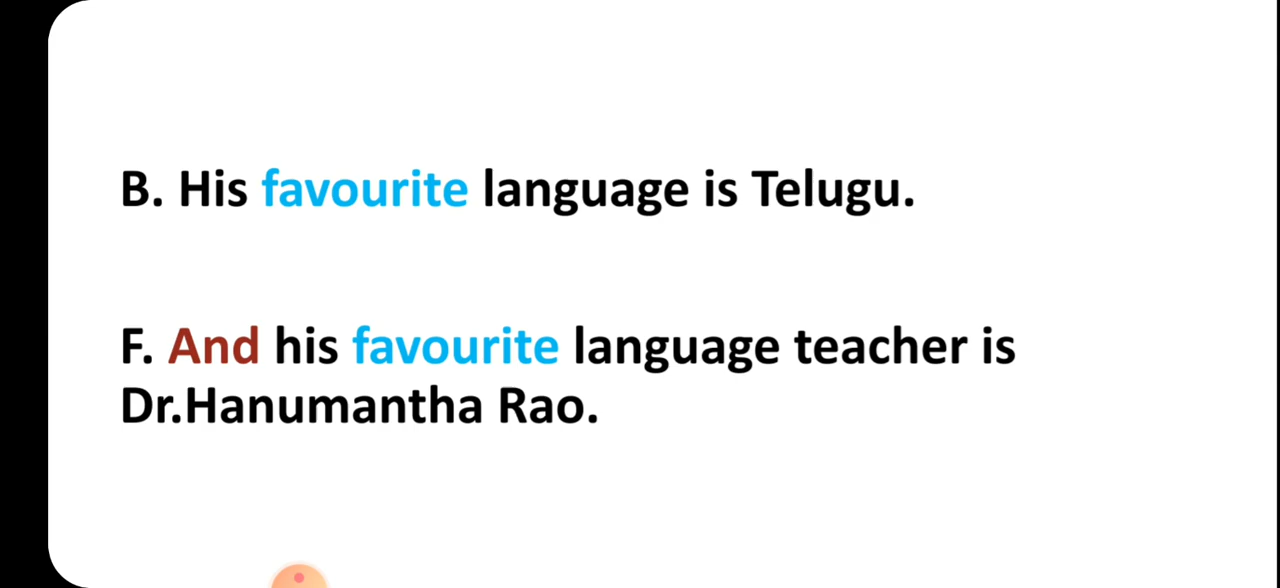 B. His favourite language is Telugu.
F. And his favourite language teacher is
Dr.Hanumantha Rao.